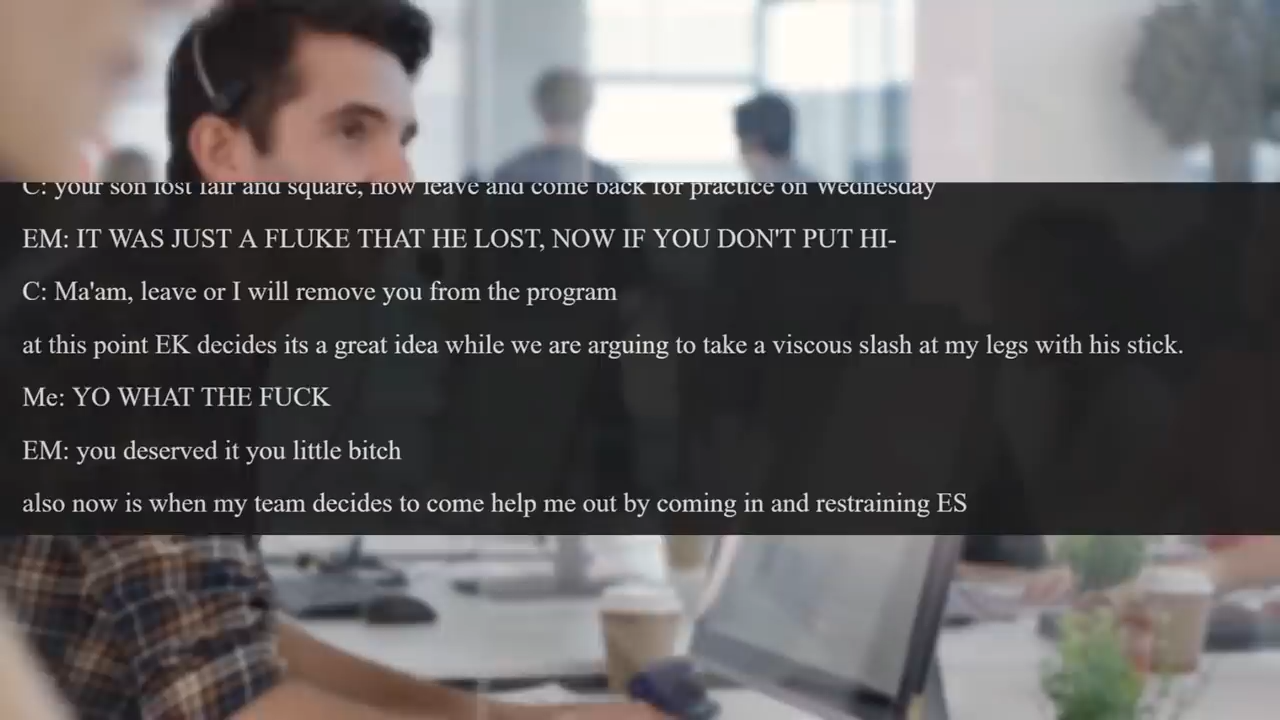 C: your son lost fair and square, now leave and come back for practice on Wednesday
EM: IT WAS JUST A FLUKE THAT HE LOST, NOW IF YOU DON'T PUT HI-
C: Ma'am, leave or I will remove you from the program
at this point EK decides its a great idea while we are arguing to take a viscous slash at my legs with his stick.
Me: YO WHAT THE FUCK
EM: you deserved it you little bitch
also now is when my team decides to come help me out by coming in and restraining ES